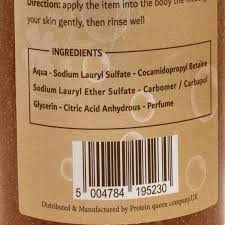 Direction: apply the item into the body the massage
your skin gently, then rinse well
INGREDIENTS
Aqua - Sodium Lauryl Sulfate - Cocamidopropyl Betaine
Sodium Lauryl Ether Sulfate - Carbomer / Carbapol
Glycerin - Citric Acid Anhydrous - Perfume
5 004784 195230
Distributed & Manufactured by Protein queen company.UK